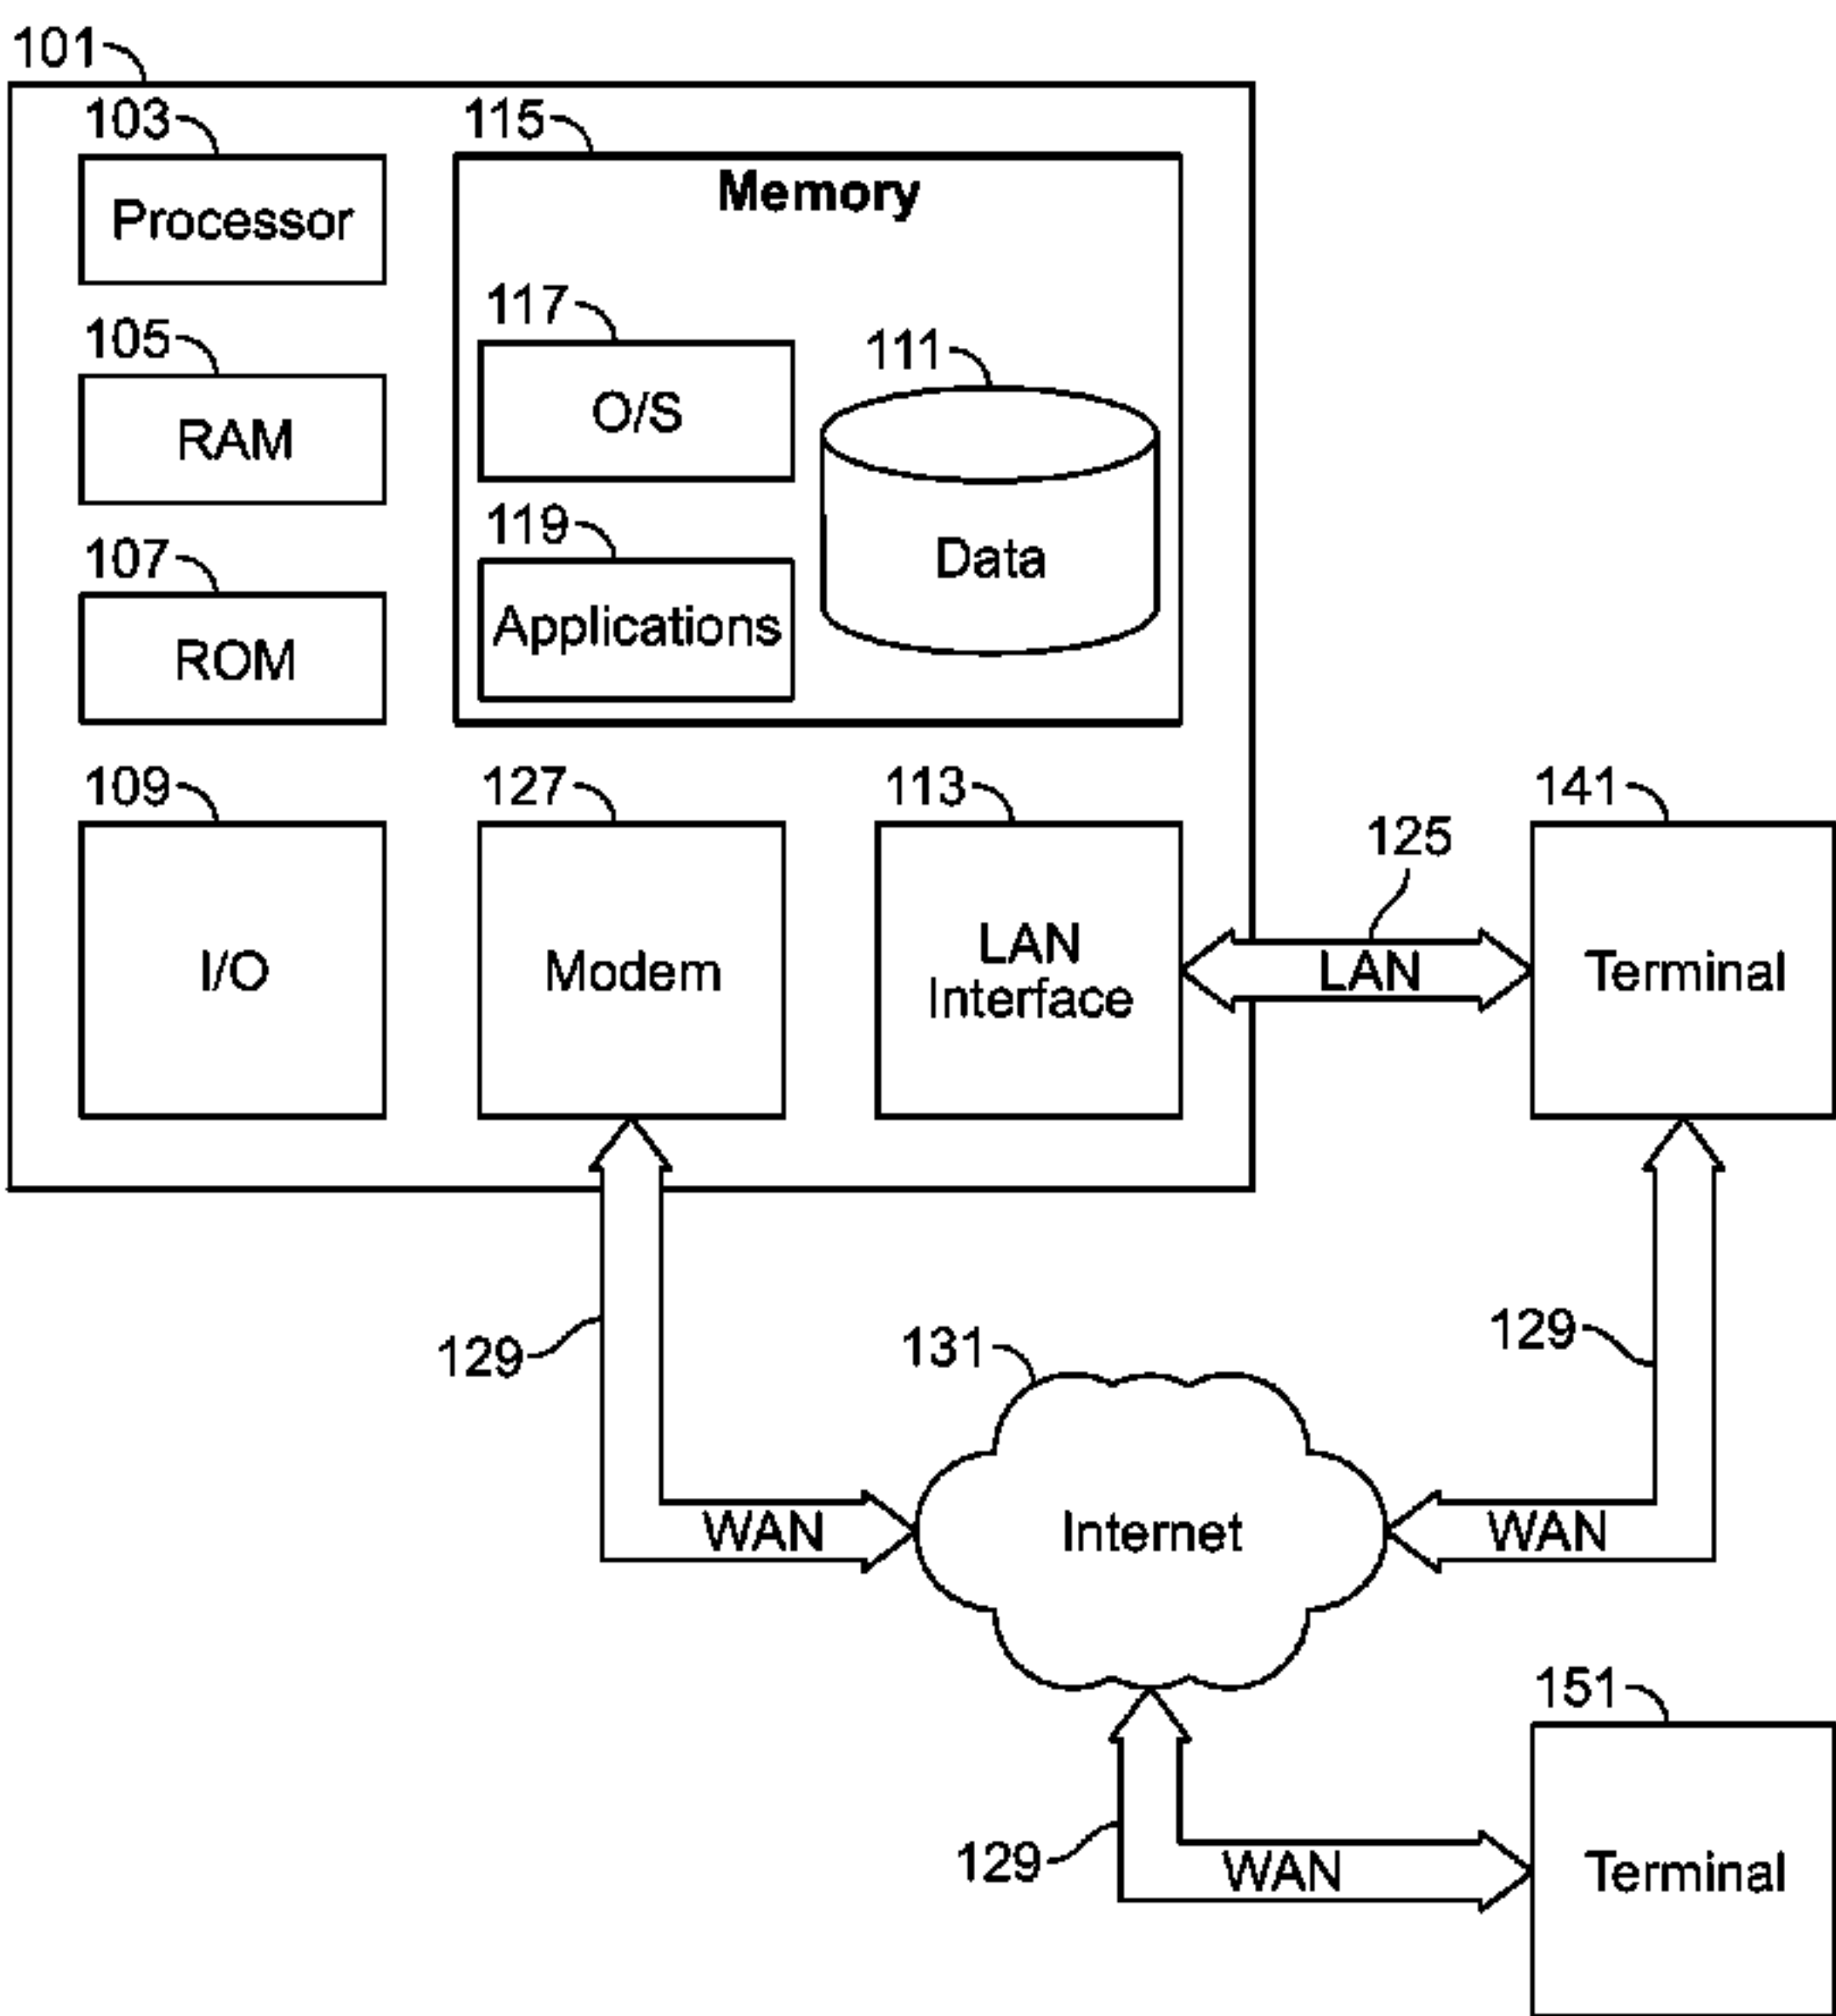 101
103
Processor
105
RAM
107
ROM
115
Memory
117
O/S
111
Data
119
Applications
109
I/O
127
Modem
113
LAN
Interface
125
LAN
141
Terminal
129
WAN
131
Internet
129
WAN
129
WAN
151
Terminal